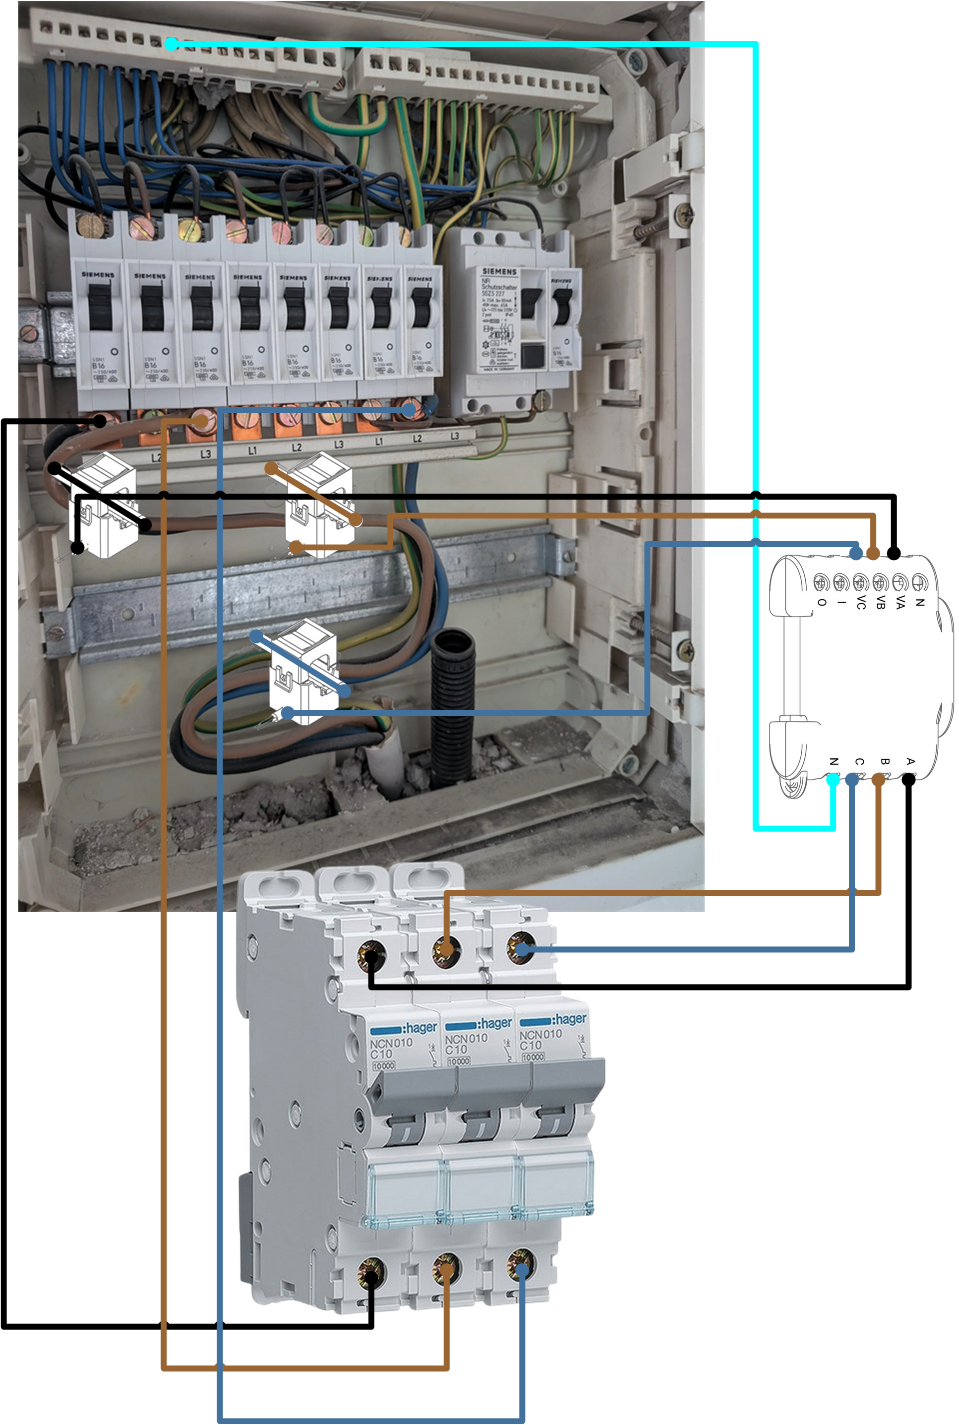 SIEMENS SIEMENS SIEMENS SIEMENS SIEMENS SIEMENS SIEMENS SIEMENS
B16 B16 B16 B16 B16 B16 B16 B16
SIEMENS
NFI
Schutzschalter
5SZ3 727
L2 L3 L1 L2 L3 L1 L2 L3
O I VC VB VA N
N C B A
:hager :hager :hager
NCN010 NCN010 NCN010
C10 C10 C10
10000 10000 10000